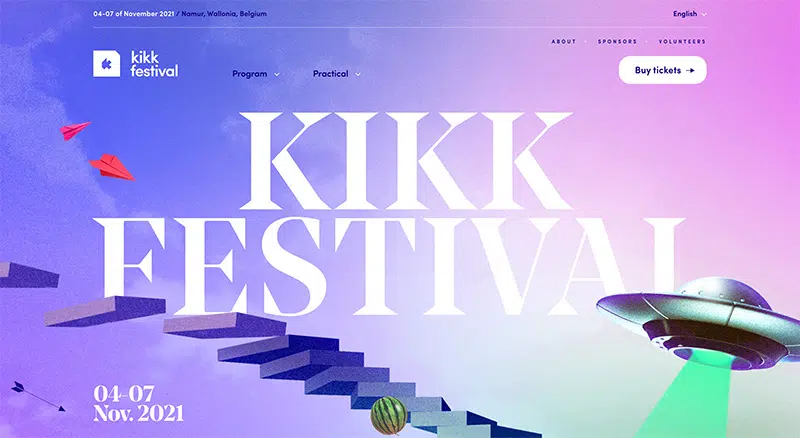 04-07 of November 2021 / Namur, Wallonia, Belgium
English
ABOUT SPONSORS VOLUNTEERS
kikk
festival
Program
Practical
Buy tickets
KIKK
FESTIVAL
04-07
Nov. 2021